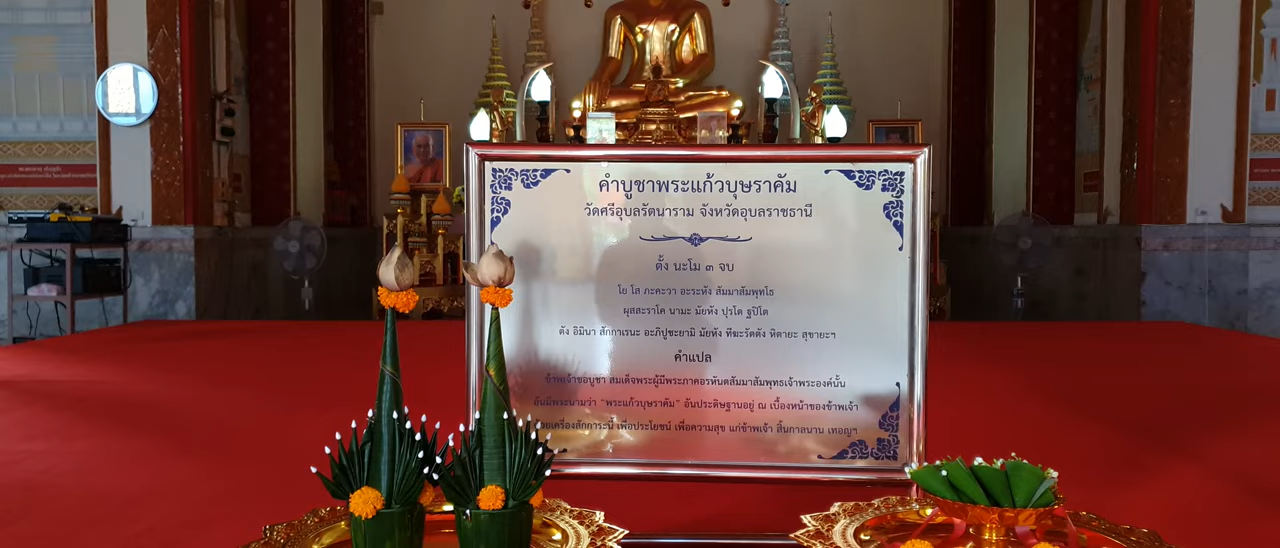 คำบูชาพระแก้วบุษราคัม
วัดศรีอุบลรัตนาราม จังหวัดอุบลราชธานี
ตั้ง นะโม ๓ จบ
โย โส ภะคะวา อะระหัง สัมมาสัมพุทโธ
ผุสสะราโค นามะ มัยหัง ปุรโต ฐปิโต
ตัง อิมินา สักกาเรนะ อะภิปูชะยามิ มัยหัง ทีฆะรัตตัง หิตายะ สุขายะฯ
คำแปล
ข้าพเจ้าขอบูชา สมเด็จพระผู้มีพระภาคอรหันตสัมมาสัมพุทธเจ้าพระองค์นั้น
อันมีพระนามว่า "พระแก้วบุษราคัม" อันประดิษฐานอยู่ ณ เบื้องหน้าของข้าพเจ้า
ด้วยเครื่องสักการะนี้ เพื่อประโยชน์ เพื่อความสุข แก่ข้าพเจ้า สิ้นกาลนาน เทอญฯ